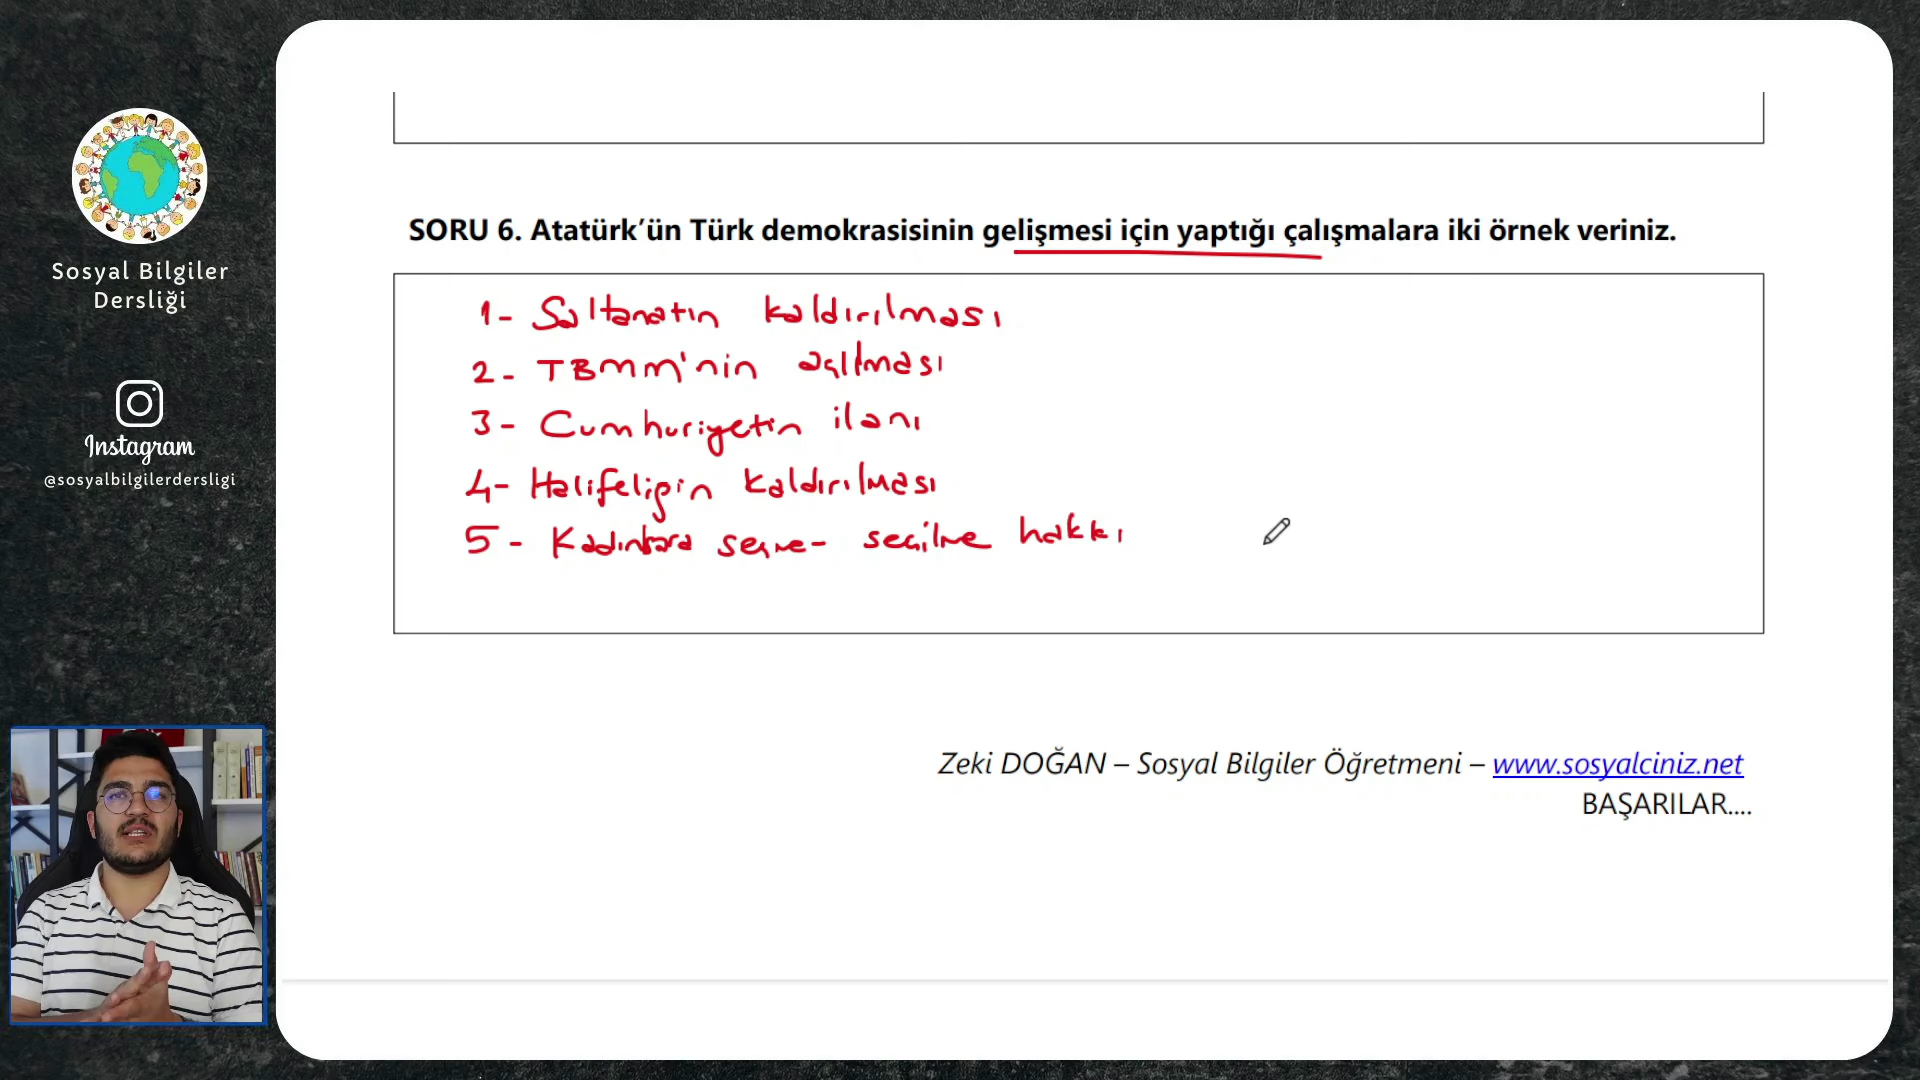 Sosyal Bilgiler
Dersliği
Instagram
@sosyalbilgilerdersligi
SORU 6. Atatürk’ün Türk demokrasisinin gelişmesi için yaptığı çalışmalara iki örnek veriniz.
1- Saltanatın kaldırılması
2- TBMM'nin açılması
3- Cumhuriyetin ilanı
4- Halifeliğin kaldırılması
5- Kadınlara seçme- seçilme hakkı
Zeki DOĞAN – Sosyal Bilgiler Öğretmeni – www.sosyalciniz.net
BAŞARILAR....